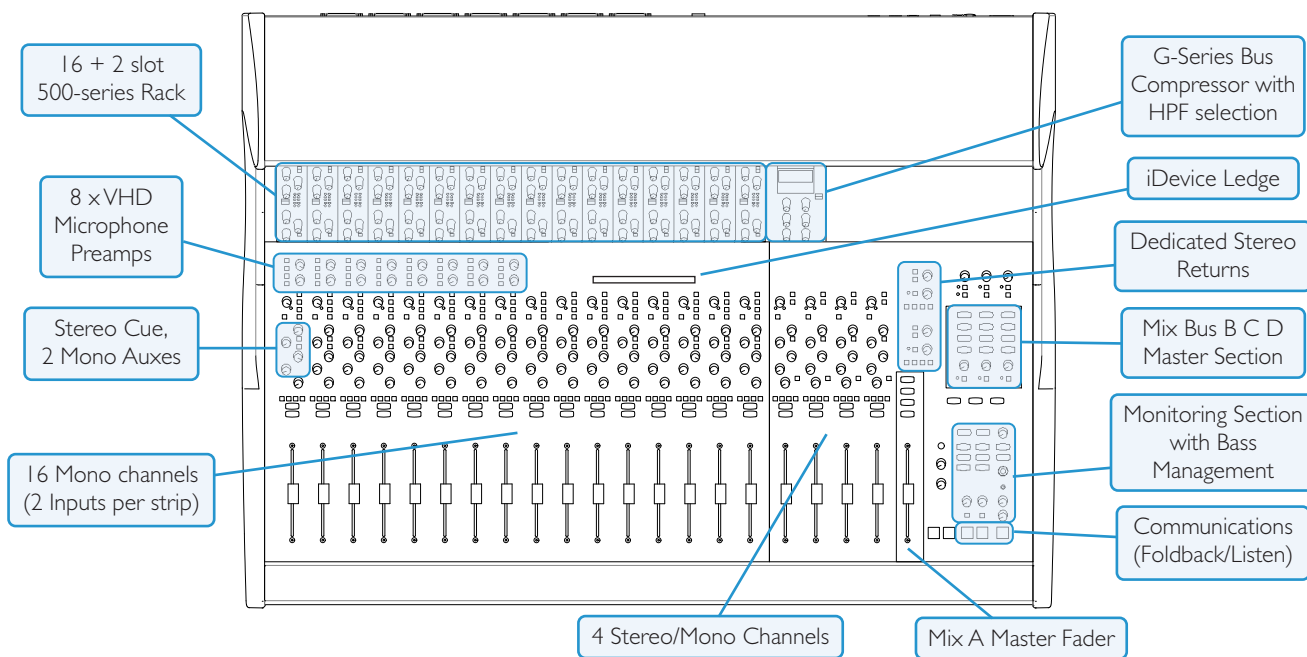 16 + 2 slot
500-series Rack
8 x VHD
Microphone
Preamps
Stereo Cue,
2 Mono Auxes
16 Mono channels
(2 Inputs per strip)
G-Series Bus
Compressor with
HPF selection
iDevice Ledge
Dedicated Stereo
Returns
Mix Bus B C D
Master Section
Monitoring Section
with Bass
Management
Communications
(Foldback/Listen)
4 Stereo/Mono Channels
Mix A Master Fader